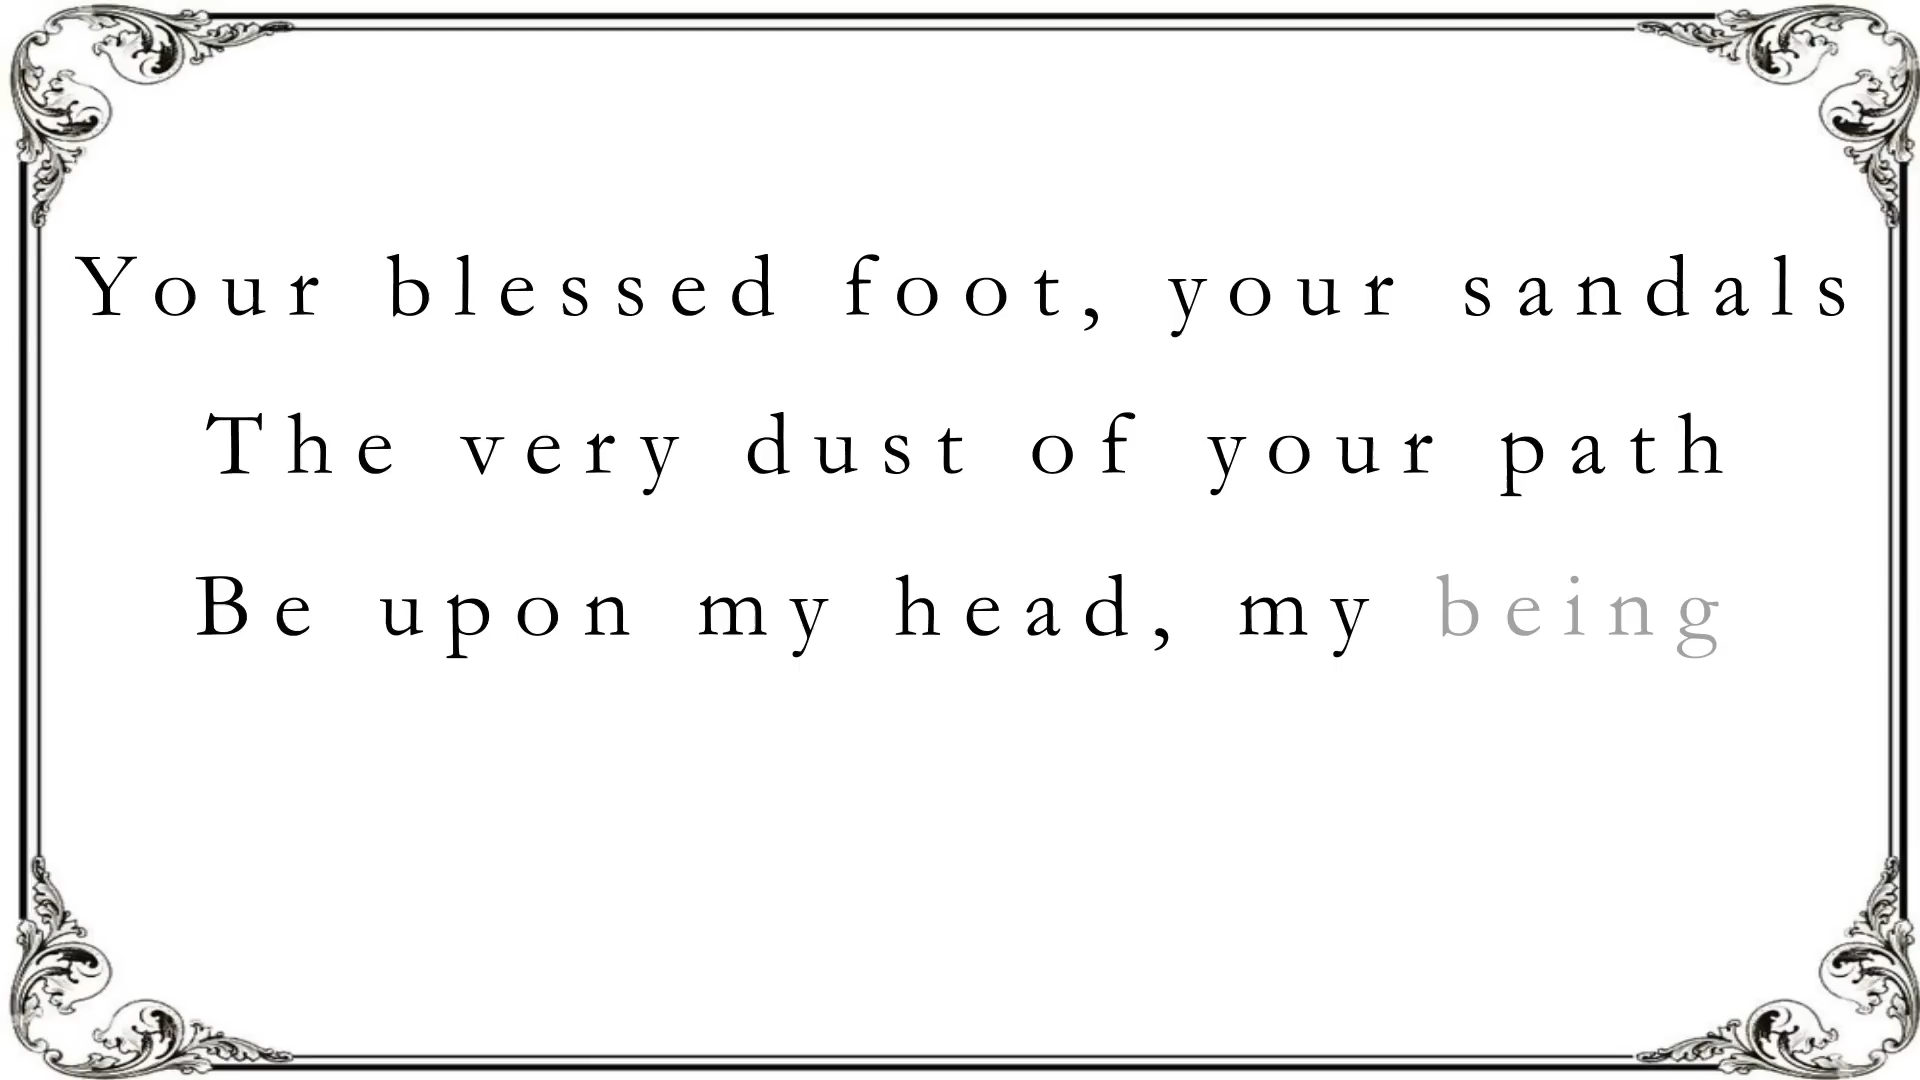 Your blessed foot, your sandals
The very dust of your path
Be upon my head, my being